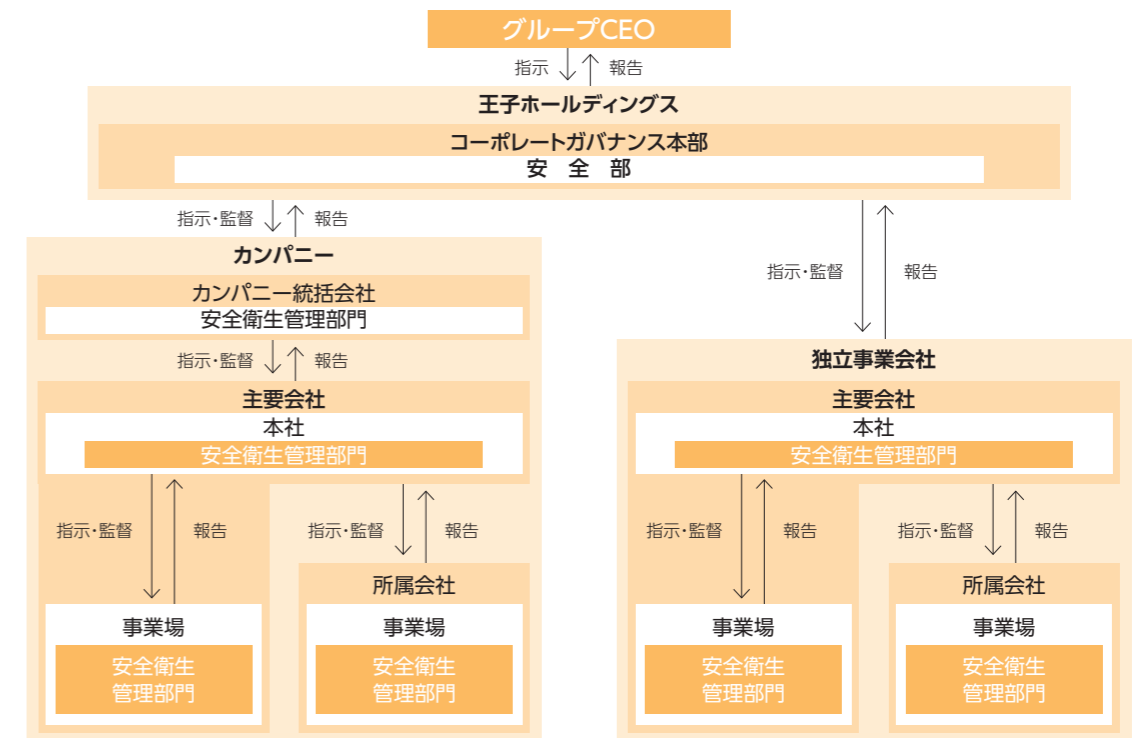 グループCEO
指示 報告
王子ホールディングス
コーポレートガバナンス本部
安 全 部
指示・監督 報告
カンパニー
カンパニー統括会社
安全衛生管理部門
指示・監督 報告
主要会社
本社
安全衛生管理部門
指示・監督 報告
指示・監督 報告
事業場
安全衛生
管理部門
所属会社
事業場
安全衛生
管理部門
指示・監督 報告
独立事業会社
主要会社
本社
安全衛生管理部門
指示・監督 報告
指示・監督 報告
事業場
安全衛生
管理部門
所属会社
事業場
安全衛生
管理部門